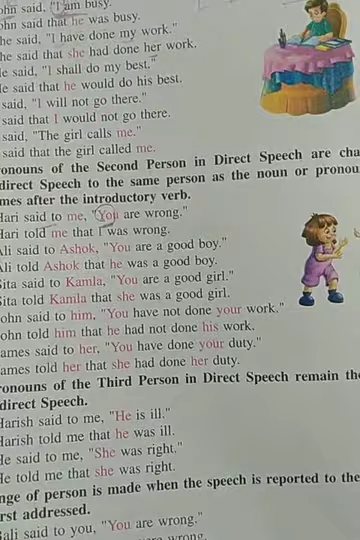 ohn said, "I am busy."
ohn said that he was busy.
he said, "I have done my work."
he said that she had done her work.
e said, "I shall do my best."
e said that he would do his best.
said, "I will not go there."
said that I would not go there.
said, "The girl calls me."
said that the girl called me.
ronouns of the Second Person in Direct Speech are cha
direct Speech to the same person as the noun or pronou
mes after the introductory verb.
Hari said to me, "You are wrong."
Hari told me that I was wrong.
Ali said to Ashok, "You are a good boy."
Ali told Ashok that he was a good boy.
Sita said to Kamla, "You are a good girl."
Sita told Kamla that she was a good girl.
ohn said to him, "You have not done your work."
ohn told him that he had not done his work.
ames said to her, "You have done your duty."
ames told her that she had done her duty.
ronouns of the Third Person in Direct Speech remain the
direct Speech.
Harish said to me, "He is ill."
Harish told me that he was ill.
He said to me, "She was right."
He told me that she was right.
nge of person is made when the speech is reported to the
rst addressed.
Bali said to you, "You are wrong."
wrong.